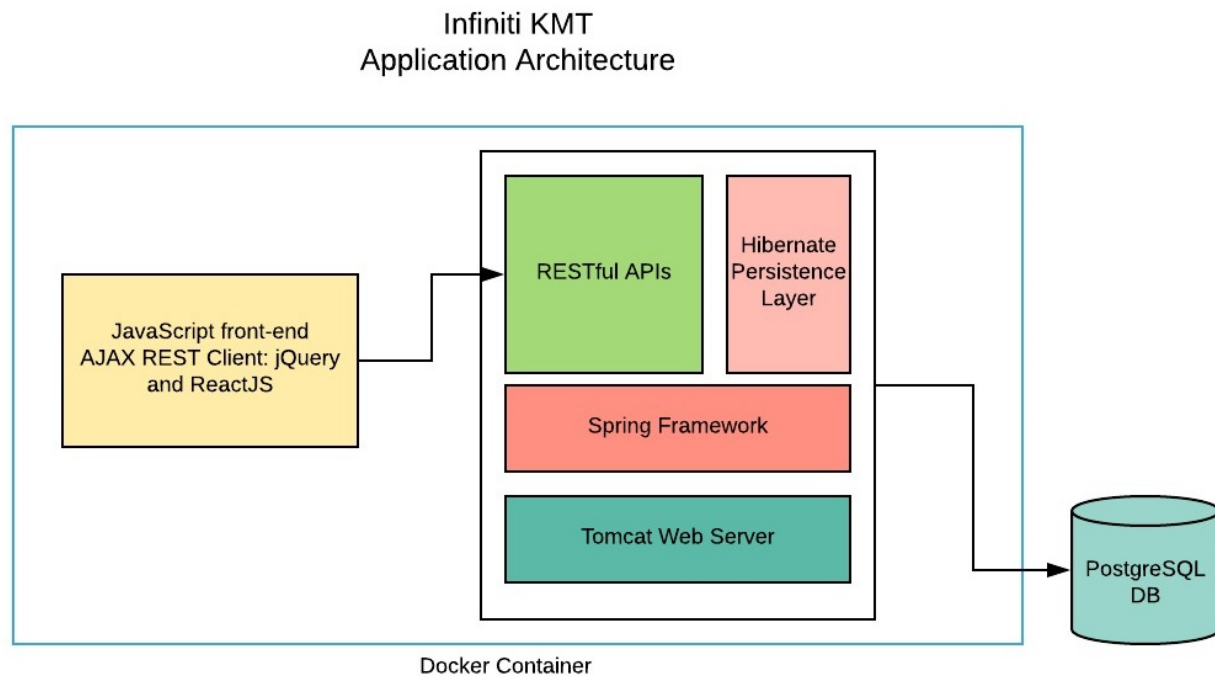 Infiniti KMT
Application Architecture
RESTful APIs
Hibernate
Persistence
Layer
JavaScript front-end
AJAX REST Client: jQuery
and ReactJS
Spring Framework
Tomcat Web Server
PostgreSQL
DB
Docker Container